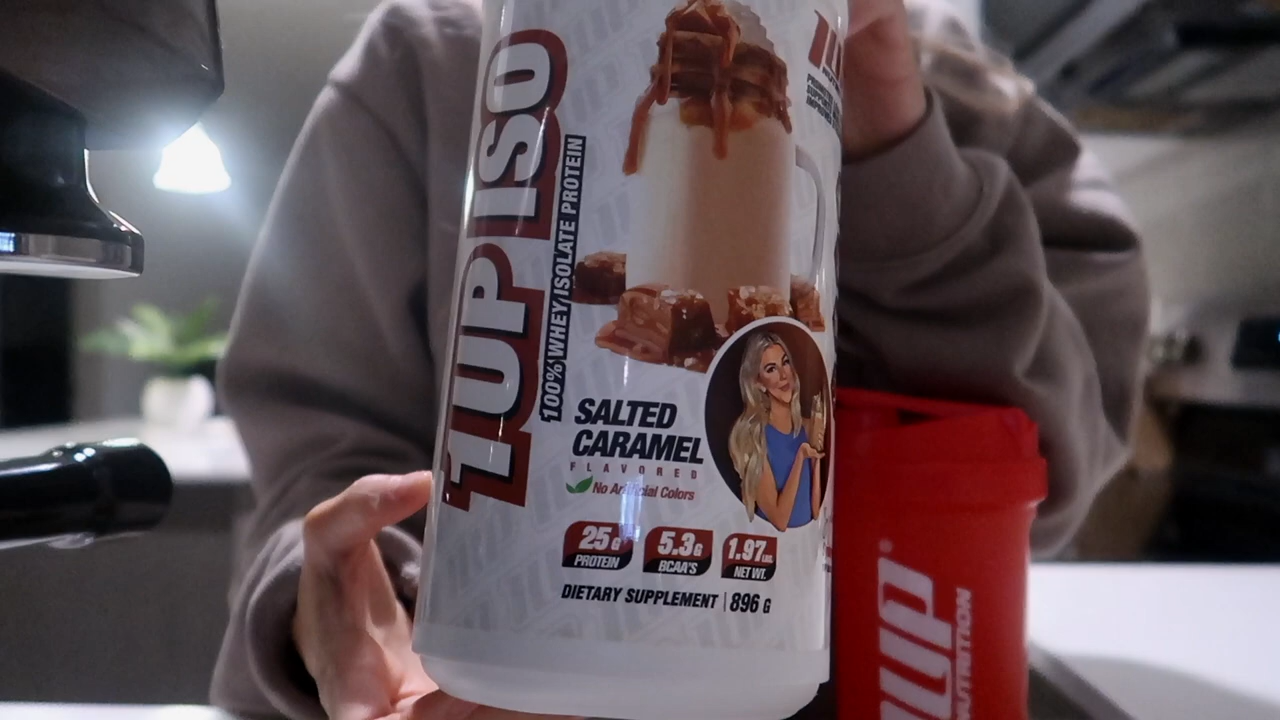 1UP ISO
100% WHEY ISOLATE PROTEIN
SALTED
CARAMEL
FLAVORED
No Artificial Colors
25G
PROTEIN
5.3G
BCAA'S
1.97LBS.
NET WT.
DIETARY SUPPLEMENT | 896 G
1UP
NUTRITION